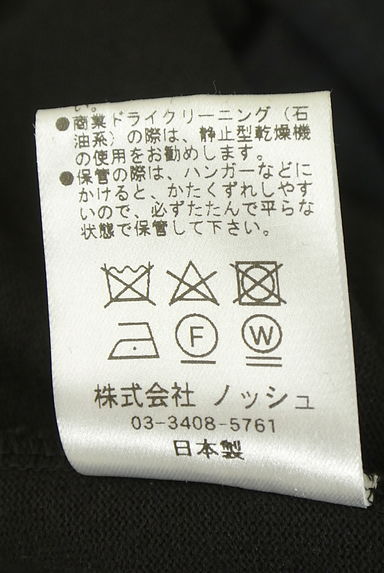 い。
●商業ドライクリーニング（石
油系）の際は、静止型乾燥機
の使用をお勧めします。
●保管の際は、ハンガーなどに
かけると、かたくずれしやす
いので、必ずたたんで平らな
状態で保管して下さい。
F W
株式会社 ノッシュ
03-3408-5761
日本製